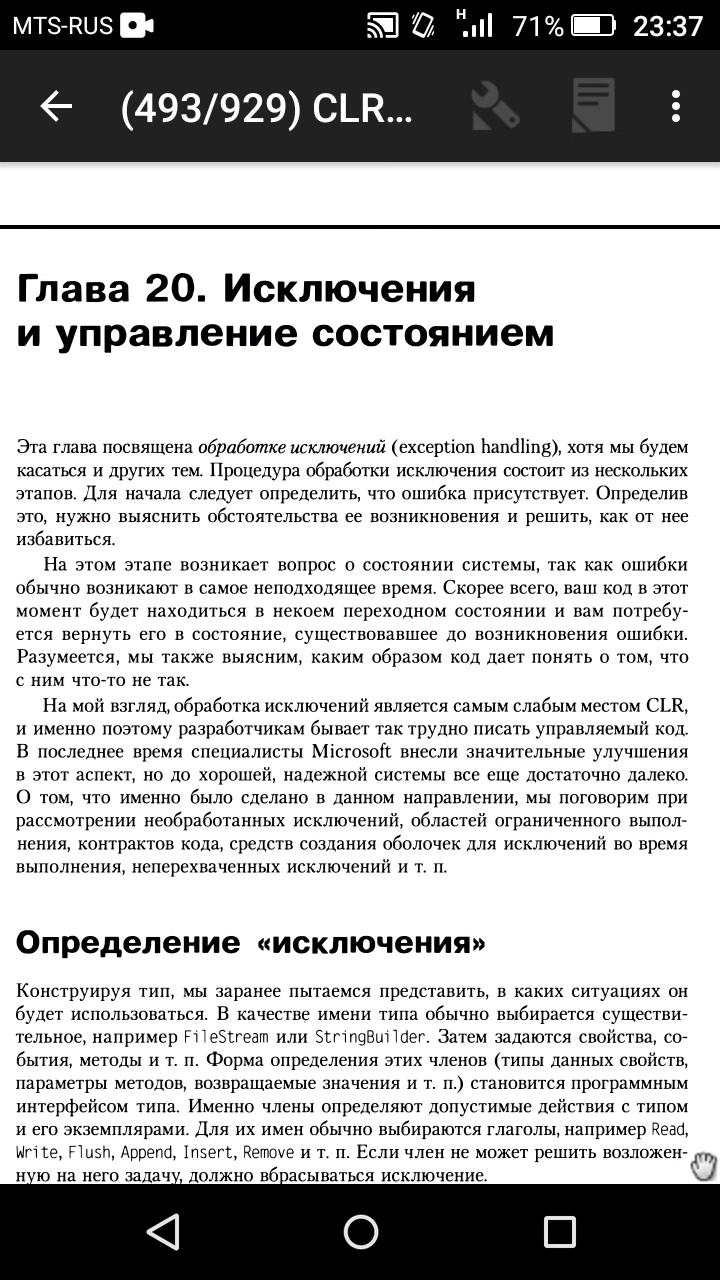 MTS-RUS H 71% 23:37
(493/929) CLR...
Глава 20. Исключения
и управление состоянием
Эта глава посвящена обработке исключений (exception handling), хотя мы будем
касаться и других тем. Процедура обработки исключения состоит из нескольких
этапов. Для начала следует определить, что ошибка присутствует. Определив
это, нужно выяснить обстоятельства ее возникновения и решить, как от нее
избавиться.
На этом этапе возникает вопрос о состоянии системы, так как ошибки
обычно возникают в самое неподходящее время. Скорее всего, ваш код в этот
момент будет находиться в некоем переходном состоянии и вам потребу-
ется вернуть его в состояние, существовавшее до возникновения ошибки.
Разумеется, мы также выясним, каким образом код дает понять о том, что
с ним что-то не так.
На мой взгляд, обработка исключений является самым слабым местом CLR,
и именно поэтому разработчикам бывает так трудно писать управляемый код.
В последнее время специалисты Microsoft внесли значительные улучшения
в этот аспект, но до хорошей, надежной системы все еще достаточно далеко.
О том, что именно было сделано в данном направлении, мы поговорим при
рассмотрении необработанных исключений, областей ограниченного выпол-
нения, контрактов кода, средств создания оболочек для исключений во время
выполнения, неперехваченных исключений и т. п.
Определение «исключения»
Конструируя тип, мы заранее пытаемся представить, в каких ситуациях он
будет использоваться. В качестве имени типа обычно выбирается существи-
тельное, например FileStream или StringBuilder. Затем задаются свойства, со-
бытия, методы и т. п. Форма определения этих членов (типы данных свойств,
параметры методов, возвращаемые значения и т. п.) становится программным
интерфейсом типа. Именно члены определяют допустимые действия с типом
и его экземплярами. Для их имен обычно выбираются глаголы, например Read,
Write, Flush, Append, Insert, Remove и т. п. Если член не может решить возложен-
ную на него задачу, должно вбрасываться исключение.